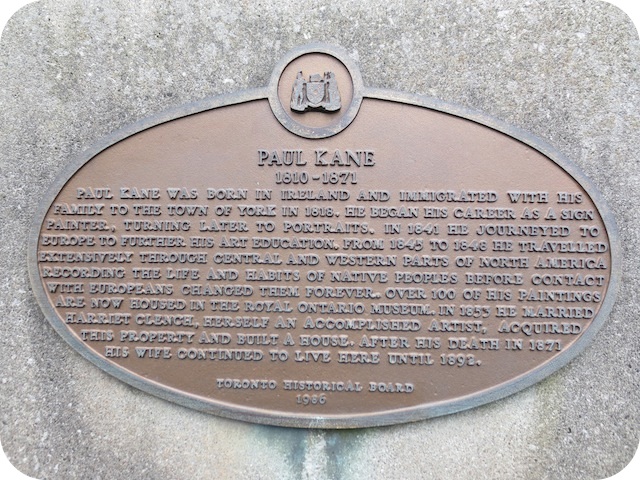 PAUL KANE
1810-1871
PAUL KANE WAS BORN IN IRELAND AND IMMIGRATED WITH HIS
FAMILY TO THE TOWN OF YORK IN 1818. HE BEGAN HIS CAREER AS A SIGN
PAINTER, TURNING LATER TO PORTRAITS. IN 1841 HE JOURNEYED TO
EUROPE TO FURTHER HIS ART EDUCATION. FROM 1845 TO 1848 HE TRAVELLED
EXTENSIVELY THROUGH CENTRAL AND WESTERN PARTS OF NORTH AMERICA
RECORDING THE LIFE AND HABITS OF NATIVE PEOPLES BEFORE CONTACT
WITH EUROPEANS CHANGED THEM FOREVER. OVER 100 OF HIS PAINTINGS
ARE NOW HOUSED IN THE ROYAL ONTARIO MUSEUM. IN 1853 HE MARRIED
HARRIET CLENCH, HERSELF AN ACCOMPLISHED ARTIST, ACQUIRED
THIS PROPERTY AND BUILT A HOUSE. AFTER HIS DEATH IN 1871
HIS WIFE CONTINUED TO LIVE HERE UNTIL 1892.
TORONTO HISTORICAL BOARD
1986